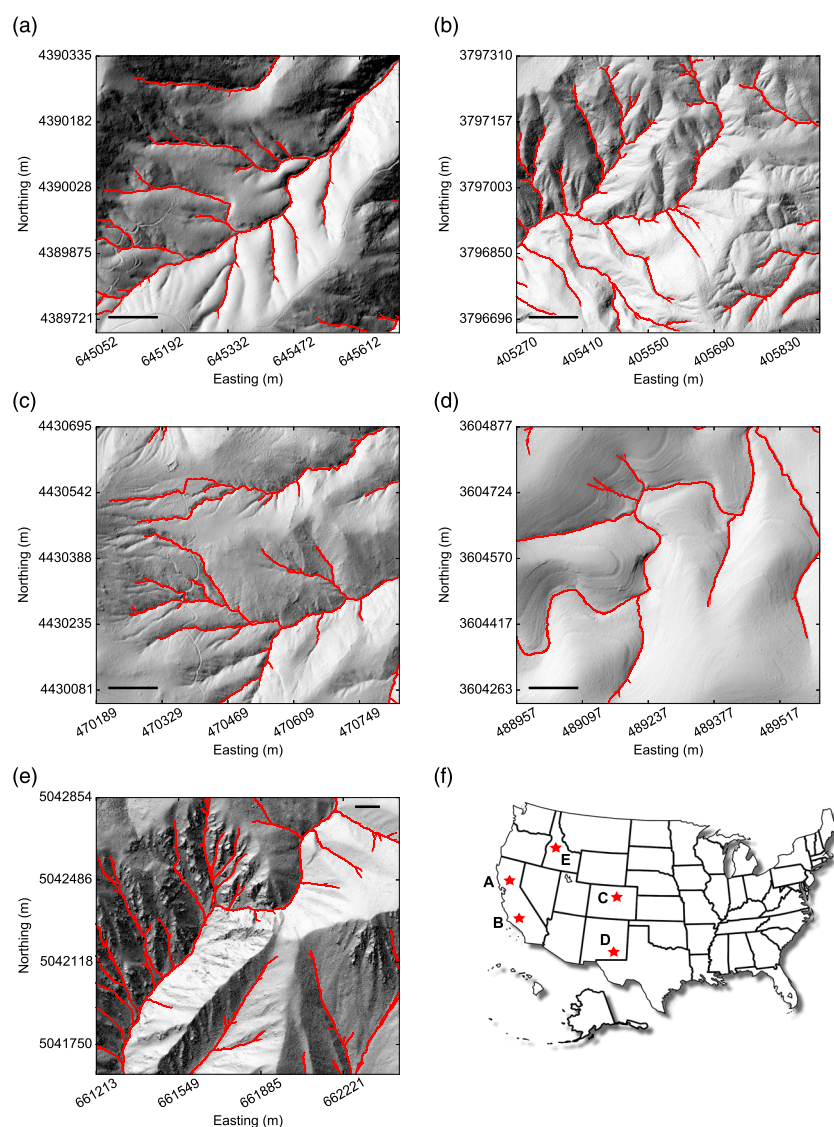 (a)
4390335
4390182
4390028
4389875
4389721
Northing (m)
645052
645192
645332
645472
645612
Easting (m)
(b)
3797310
3797157
3797003
3796850
3796696
Northing (m)
405270
405410
405550
405690
405830
Easting (m)
(c)
4430695
4430542
4430388
4430235
4430081
Northing (m)
470189
470329
470469
470609
470749
Easting (m)
(d)
3604877
3604724
3604570
3604417
3604263
Northing (m)
488957
489097
489237
489377
489517
Easting (m)
(e)
5042854
5042486
5042118
5041750
Northing (m)
661213
661549
661885
662221
Easting (m)
(f)
E
A
C
B
D